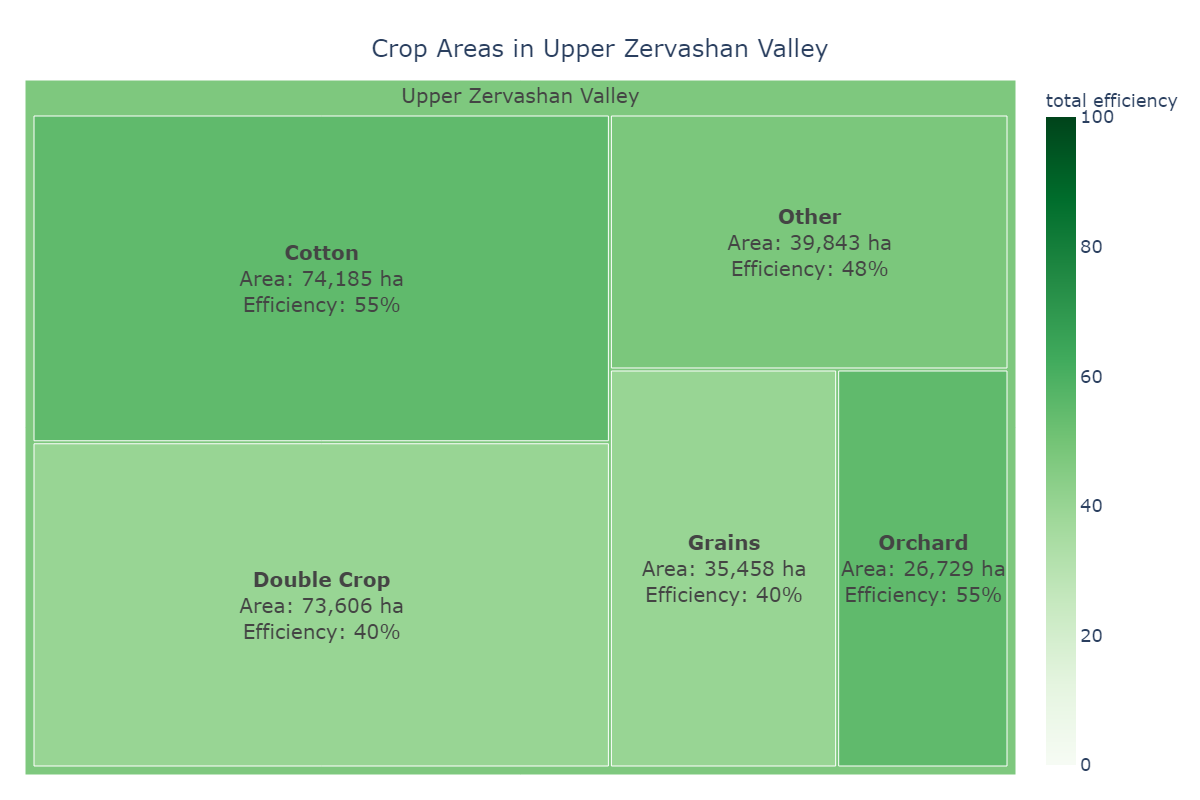 Crop Areas in Upper Zervashan Valley
Upper Zervashan Valley
Cotton
Area: 74,185 ha
Efficiency: 55%
Double Crop
Area: 73,606 ha
Efficiency: 40%
Other
Area: 39,843 ha
Efficiency: 48%
Grains
Area: 35,458 ha
Efficiency: 40%
Orchard
Area: 26,729 ha
Efficiency: 55%
total efficiency
100
80
60
40
20
0